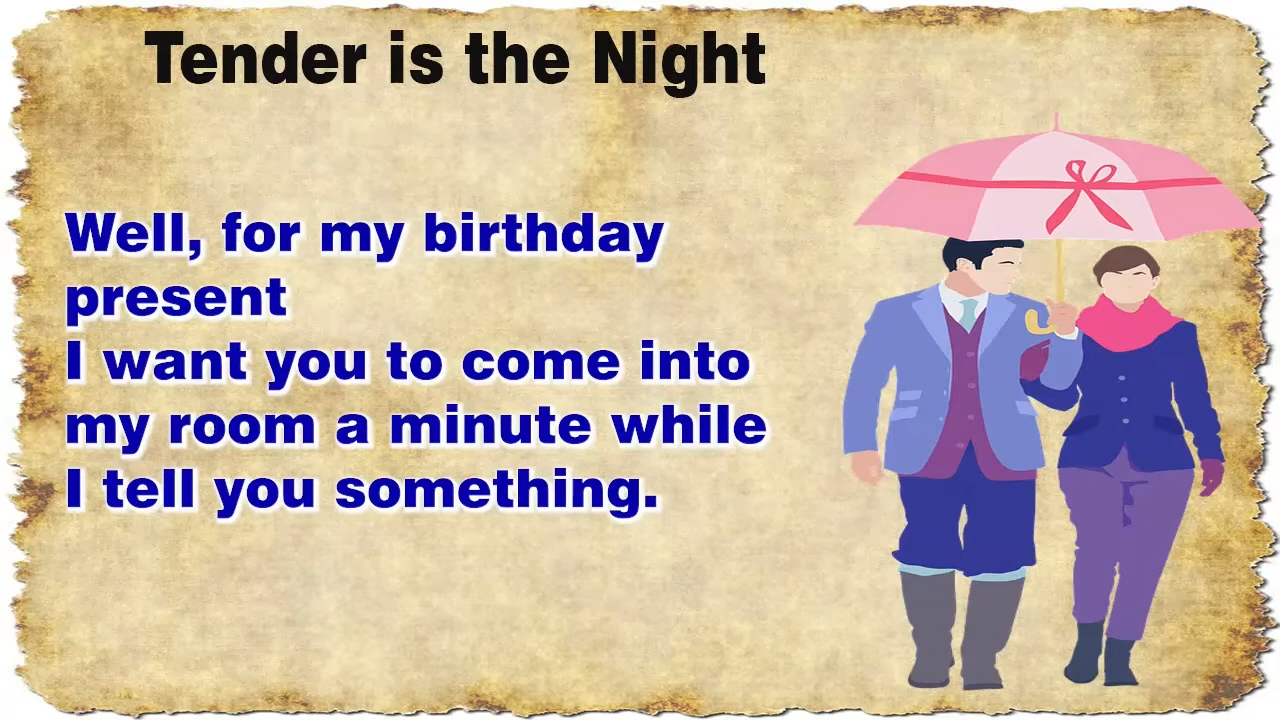 Tender is the Night
Well, for my birthday
present
I want you to come into
my room a minute while
I tell you something.